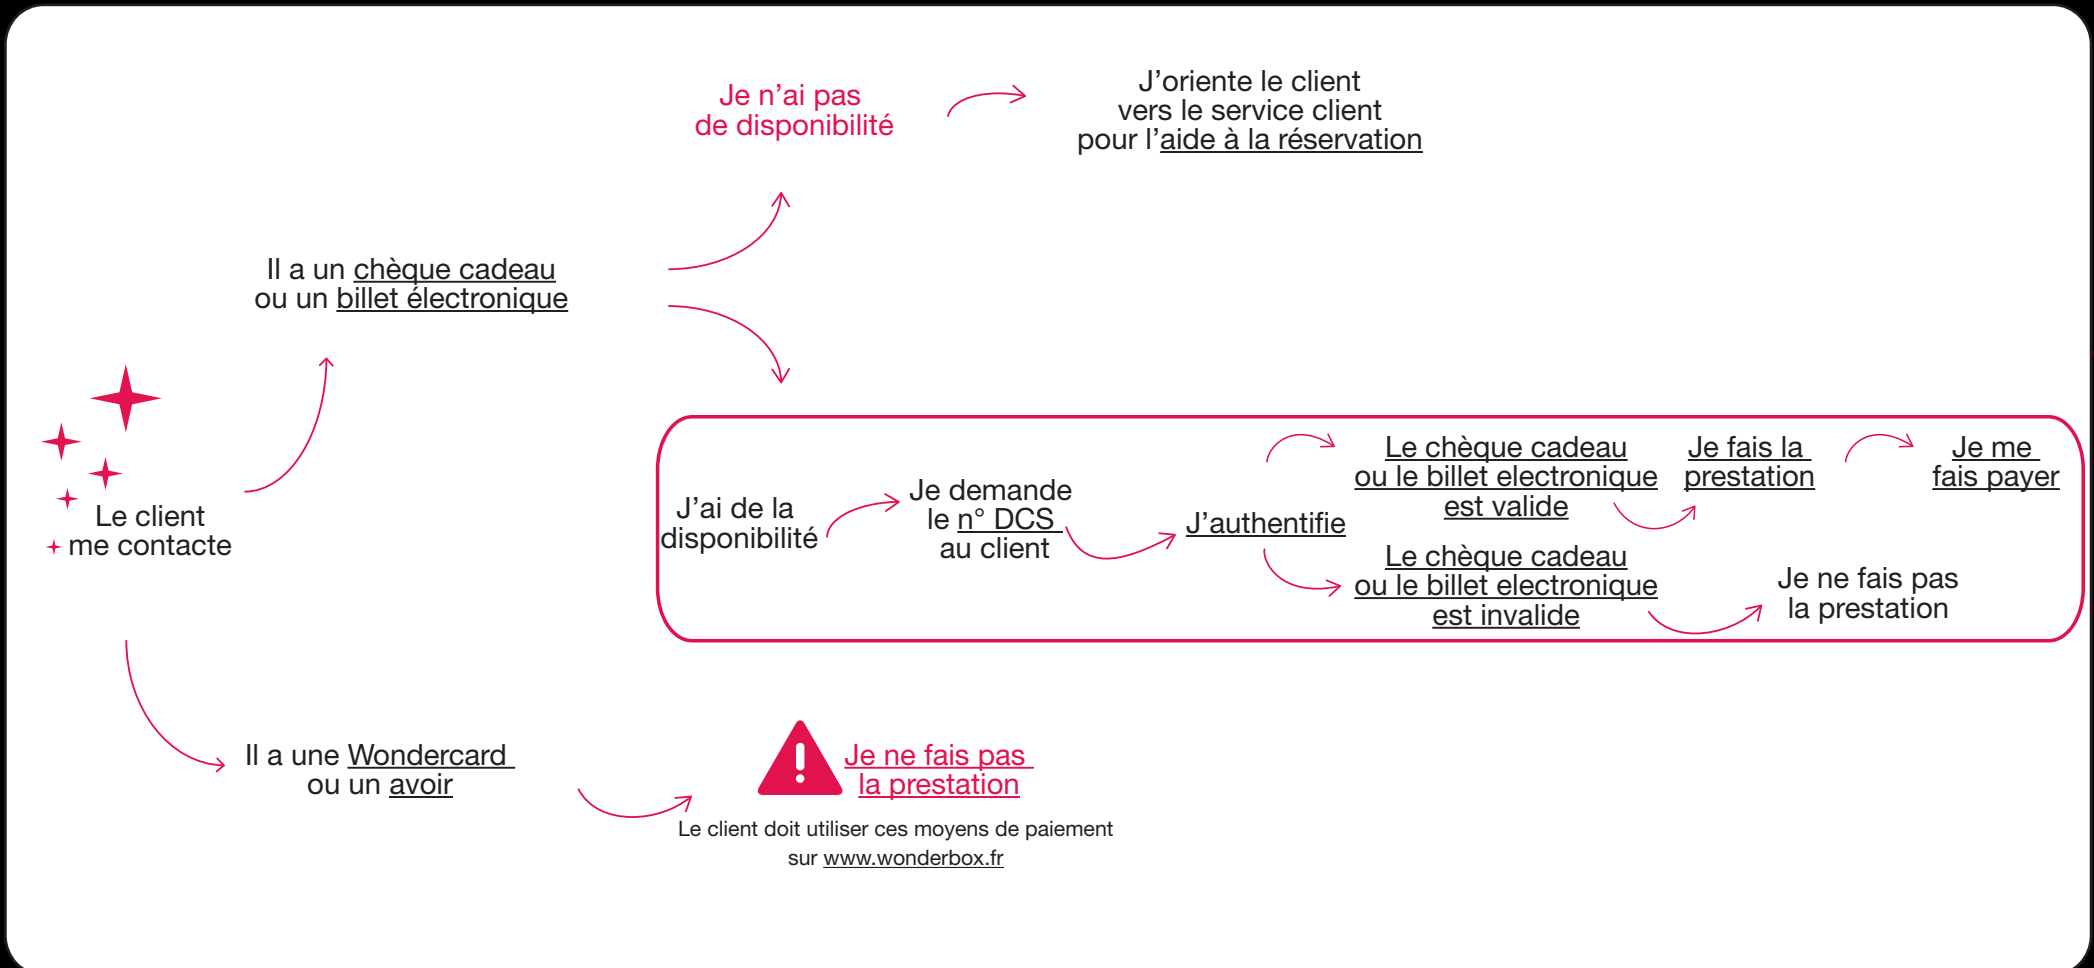 Je n’ai pas
de disponibilité
J’oriente le client
vers le service client
pour l’aide à la réservation
Il a un chèque cadeau
ou un billet électronique
Le client
me contacte
J’ai de la
disponibilité
Je demande
le n° DCS
au client
J’authentifie
Le chèque cadeau
ou le billet electronique
est valide
Je fais la
prestation
Je me
fais payer
Le chèque cadeau
ou le billet electronique
est invalide
Je ne fais pas
la prestation
Il a une Wondercard
ou un avoir
Je ne fais pas
la prestation
Le client doit utiliser ces moyens de paiement
sur www.wonderbox.fr